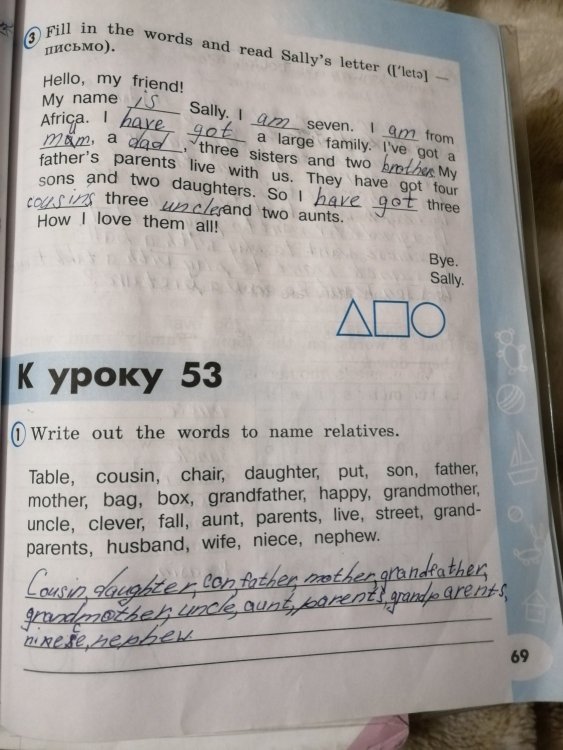 3 Fill in the words and read Sally's letter (['letə] —
письмо).
Hello, my friend!
My name is Sally. I am seven. I am from
Africa. I have got a large family. I've got a
mum, a dad, three sisters and two brother. My
father's parents live with us. They have got four
sons and two daughters. So I have got three
cousins three uncles and two aunts.
How I love them all!
Bye.
Sally.
К уроку 53
1 Write out the words to name relatives.
Table, cousin, chair, daughter, put, son, father,
mother, bag, box, grandfather, happy, grandmother,
uncle, clever, fall, aunt, parents, live, street, grand-
parents, husband, wife, niece, nephew.
Cousin, daughter, con father, mother, grandfather,
grandmother, uncle, aunt, parents, grandparents,
nephew
69